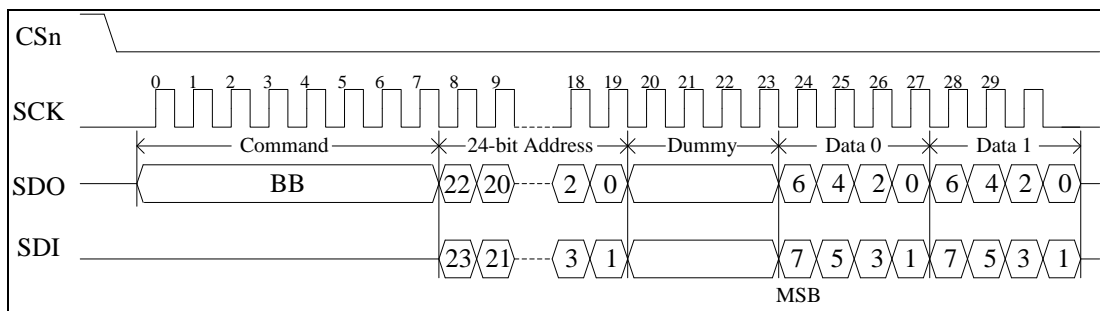 CSn
0 1 2 3 4 5 6 7 8 9 18 19 20 21 22 23 24 25 26 27 28 29
SCK
Command 24-bit Address Dummy Data 0 Data 1
SDO BB 22 20 2 0 6 4 2 0 6 4 2 0
SDI 23 21 3 1 7 5 3 1 7 5 3 1
MSB